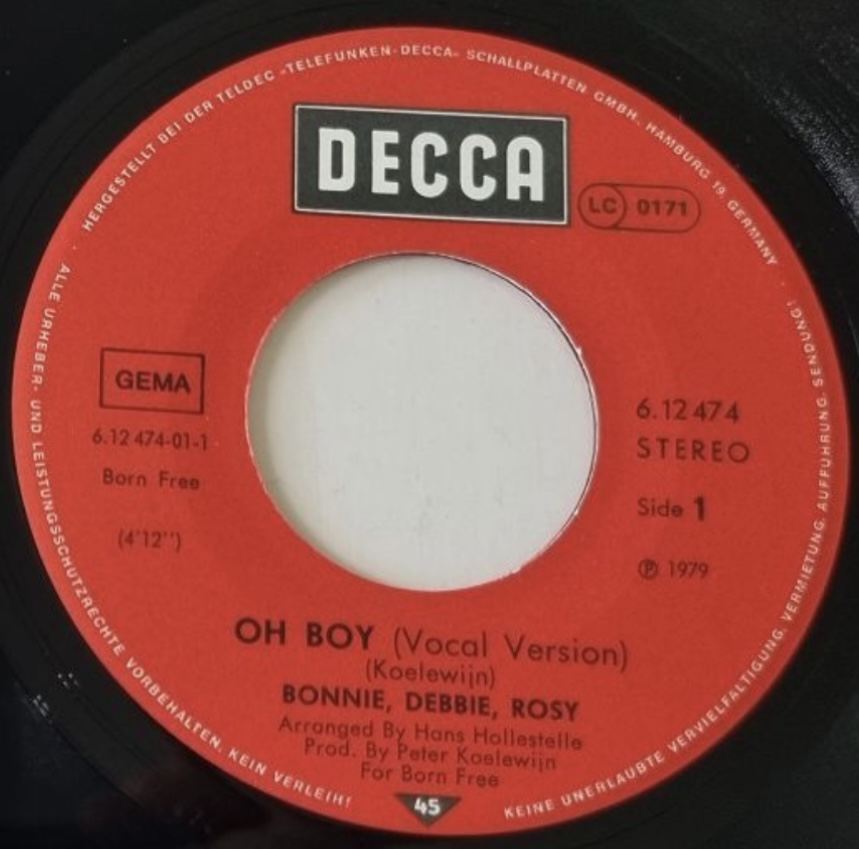 HERGESTELLT BEI DER TELDEC »TELEFUNKEN-DECCA« SCHALLPLATTEN GMBH, HAMBURG 19, GERMANY
DECCA
LC 0171
GEMA
6.12 474-01-1
Born Free
(4'12'')
6.12 474
STEREO
Side 1
℗ 1979
OH BOY (Vocal Version)
(Koelewijn)
BONNIE, DEBBIE, ROSY
Arranged By Hans Hollestelle
Prod. By Peter Koelewijn
For Born Free
45
ALLE URHEBER- UND LEISTUNGSSCHUTZRECHTE VORBEHALTEN. KEIN VERLEIH!
KEINE UNERLAUBTE VERVIELFÄLTIGUNG, VERMIETUNG, AUFFÜHRUNG, SENDUNG!